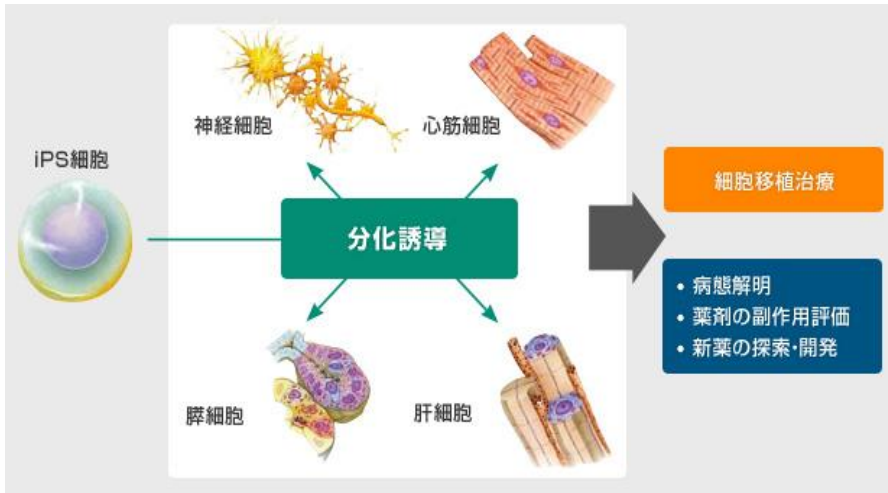 iPS細胞
神経細胞
心筋細胞
分化誘導
膵細胞
肝細胞
細胞移植治療
• 病態解明
• 薬剤の副作用評価
• 新薬の探索・開発